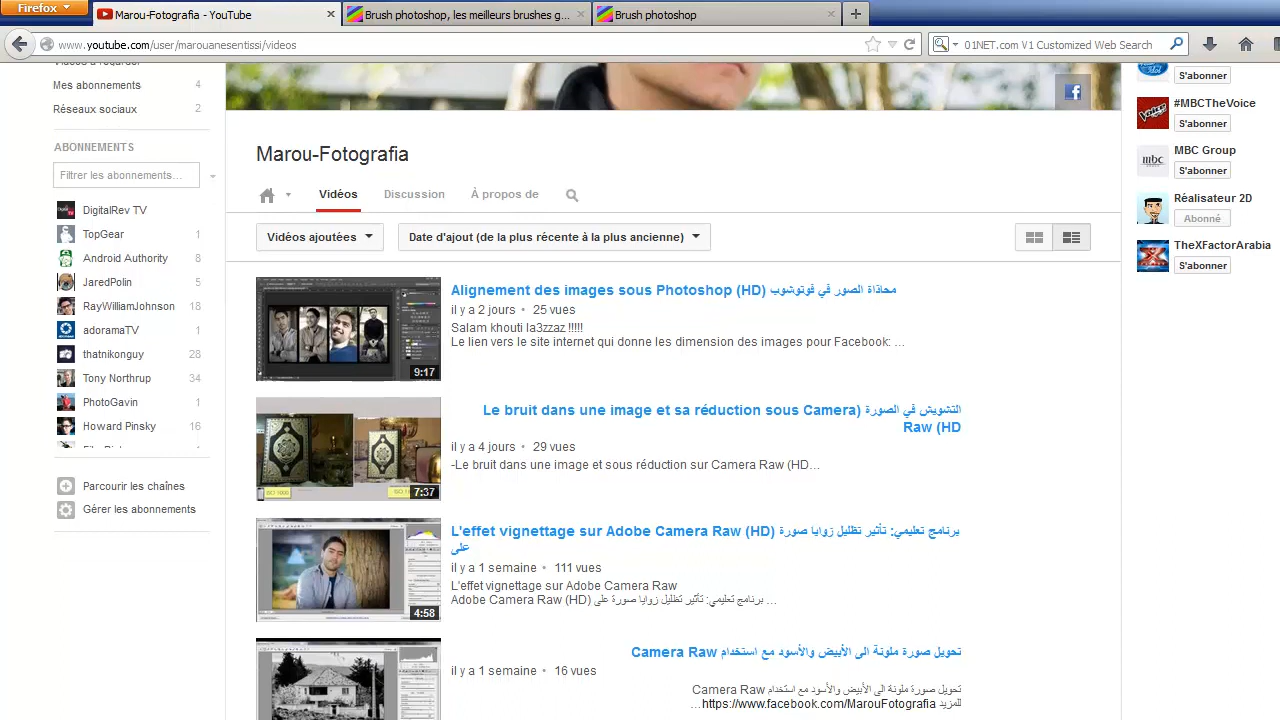 Firefox
Marou-Fotografia - YouTube
Brush photoshop, les meilleurs brushes g...
Brush photoshop
www.youtube.com/user/marouanesentissi/videos
01NET.com V1 Customized Web Search
Mes abonnements 4
Réseaux sociaux 2
ABONNEMENTS
Filtrer les abonnements...
DigitalRev TV
TopGear 1
Android Authority 8
JaredPolin 6
RayWilliamJohnson 18
adoramaTV 1
thatnikonguy 28
Tony Northrup 34
PhotoGavin 1
Howard Pinsky 16
Parcourir les chaînes
Gérer les abonnements
Marou-Fotografia
Vidéos Discussion À propos de
Vidéos ajoutées
Date d'ajout (de la plus récente à la plus ancienne)
Alignement des images sous Photoshop (HD) محاذاة الصور في فوتوشوب
il y a 2 jours • 25 vues
Salam khouti la3zzaz !!!!!
Le lien vers le site internet qui donne les dimension des images pour Facebook: ...
9:17
Le bruit dans une image et sa réduction sous Camera) التشويش في الصورة
Raw (HD
il y a 4 jours • 29 vues
-Le bruit dans une image et sous réduction sur Camera Raw (HD...
7:37
L'effet vignettage sur Adobe Camera Raw (HD) برنامج تعليمي: تأثير تظليل زوايا صورة
على
il y a 1 semaine • 111 vues
L'effet vignettage sur Adobe Camera Raw
Adobe Camera Raw (HD) برنامج تعليمي: تأثير تظليل زوايا صورة على ...
4:58
تحويل صورة ملونة الى الأبيض والأسود مع استخدام Camera Raw
il y a 1 semaine • 16 vues
تحويل صورة ملونة الى الأبيض والأسود مع استخدام Camera Raw
للمزيد
S'abonner
#MBCTheVoice
S'abonner
MBC Group
S'abonner
Réalisateur 2D
Abonné
TheXFactorArabia
S'abonner